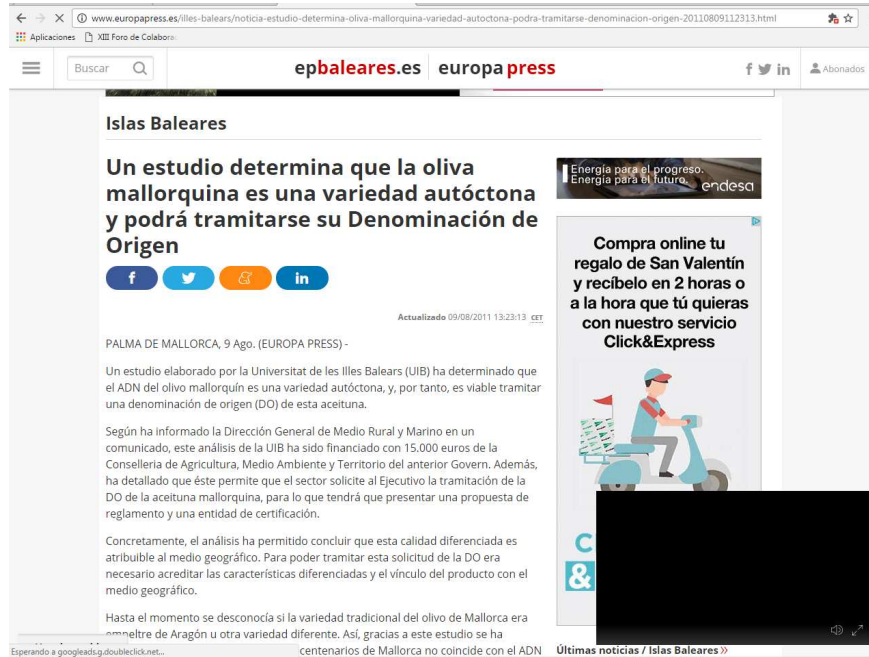 www.europapress.es/illes-balears/noticia-estudio-determina-oliva-mallorquina-variedad-autoctona-podra-tramitarse-denominacion-origen-20110809112313.html
Aplicaciones XIII Foro de Colabora
Buscar
epbaleares.es europa press
f in Abonados
Islas Baleares
Un estudio determina que la oliva
mallorquina es una variedad autóctona
y podrá tramitarse su Denominación de
Origen
f in
Actualizado 09/08/2011 13:23:13 CET
PALMA DE MALLORCA, 9 Ago. (EUROPA PRESS) -
Un estudio elaborado por la Universitat de les Illes Balears (UIB) ha determinado que
el ADN del olivo mallorquín es una variedad autóctona, y, por tanto, es viable tramitar
una denominación de origen (DO) de esta aceituna.
Según ha informado la Dirección General de Medio Rural y Marino en un
comunicado, este análisis de la UIB ha sido financiado con 15.000 euros de la
Conselleria de Agricultura, Medio Ambiente y Territorio del anterior Govern. Además,
ha detallado que éste permite que el sector solicite al Ejecutivo la tramitación de la
DO de la aceituna mallorquina, para lo que tendrá que presentar una propuesta de
reglamento y una entidad de certificación.
Concretamente, el análisis ha permitido concluir que esta calidad diferenciada es
atribuible al medio geográfico. Para poder tramitar esta solicitud de la DO era
necesario acreditar las características diferenciadas y el vínculo del producto con el
medio geográfico.
Hasta el momento se desconocía si la variedad tradicional del olivo de Mallorca era
empeltre de Aragón u otra variedad diferente. Así, gracias a este estudio se ha
centenarios de Mallorca no coincide con el ADN
Esperando a googleads.g.doubleclick.net...
Energía para el progreso.
Energía para el futuro.
endesa
Compra online tu
regalo de San Valentín
y recíbelo en 2 horas o
a la hora que tú quieras
con nuestro servicio
Click&Express
C
&
Últimas noticias / Islas Baleares »